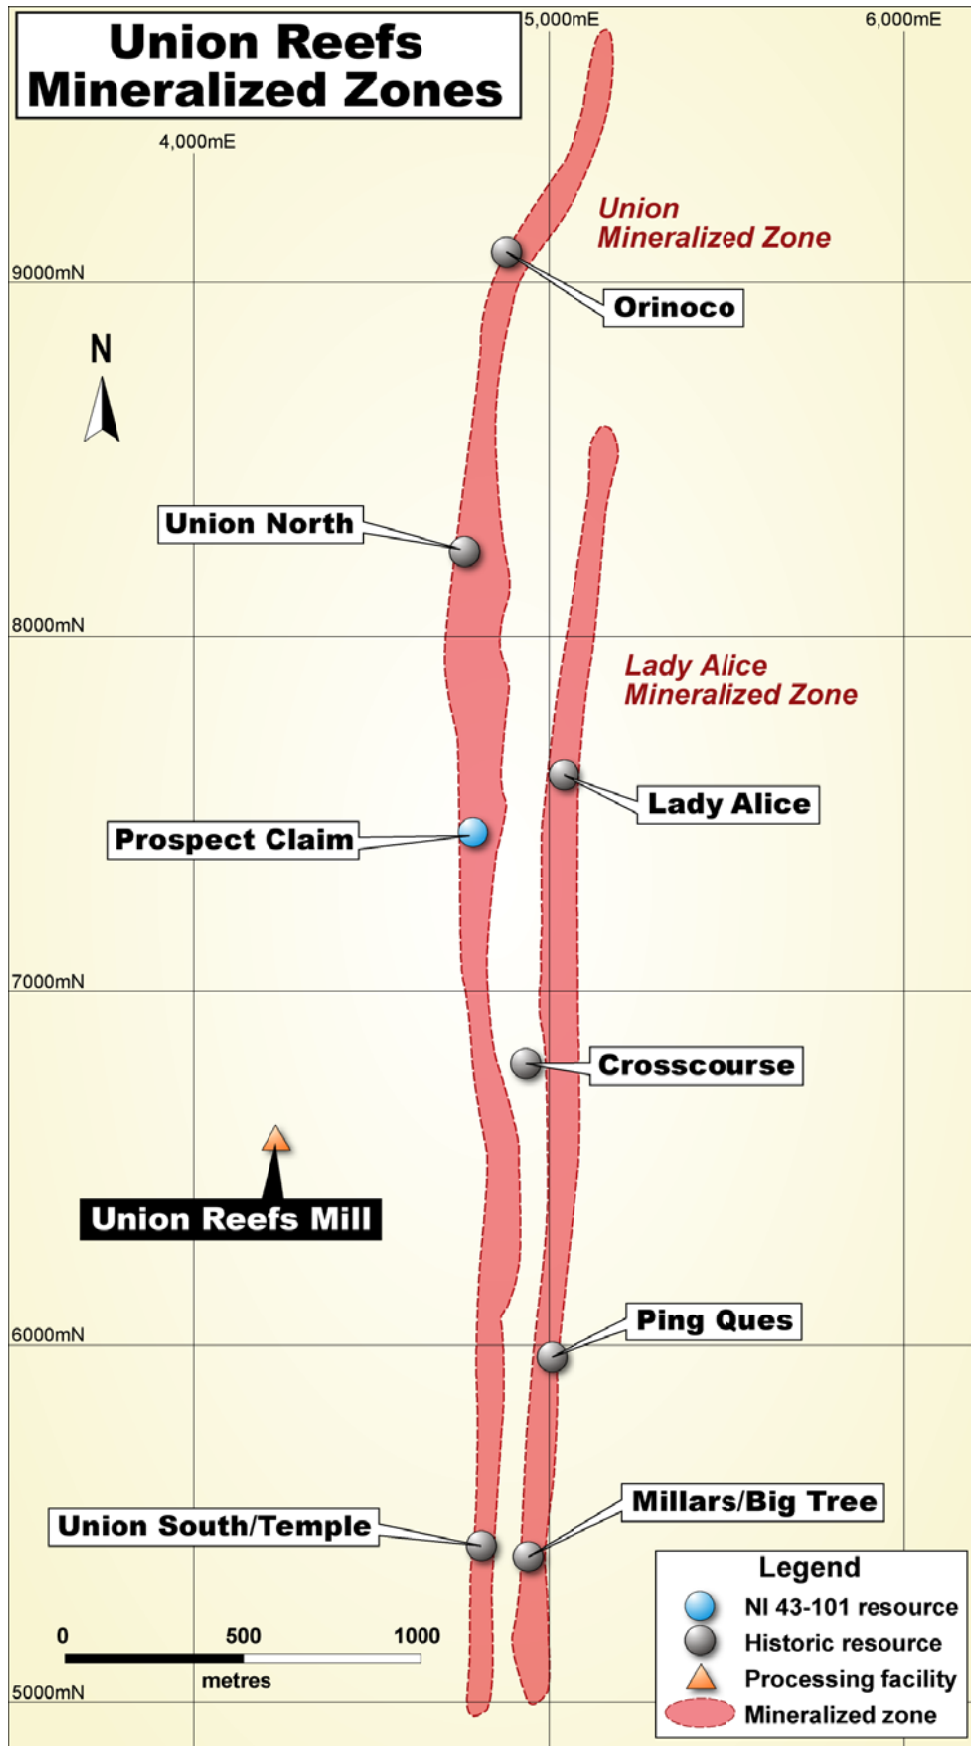 Union Reefs
Mineralized Zones
5,000mE
6,000mE
4,000mE
Union
Mineralized Zone
9000mN
Orinoco
N
Union North
8000mN
Lady Alice
Mineralized Zone
Lady Alice
Prospect Claim
7000mN
Crosscourse
Union Reefs Mill
Ping Ques
6000mN
Millars/Big Tree
Union South/Temple
Legend
NI 43-101 resource
Historic resource
Processing facility
Mineralized zone
0 500 1000
metres
5000mN